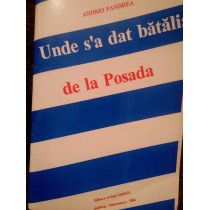 ANDREI PANDREA
Unde s'a dat bătălia
de la Posada